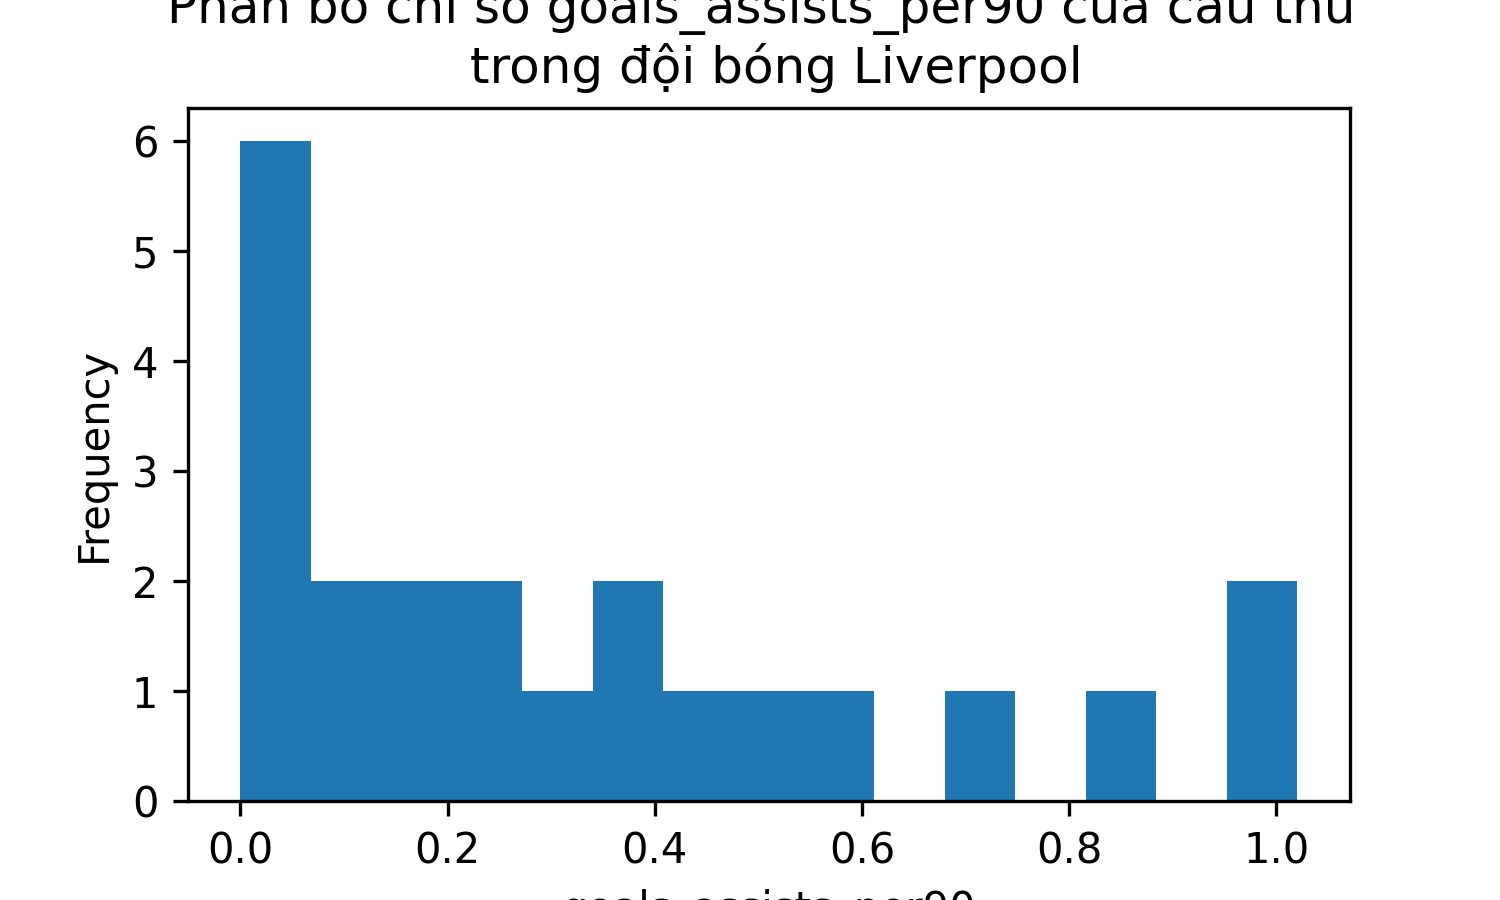 Phân bố chỉ số goals_assists_per90 của cầu thủ
trong đội bóng Liverpool
Frequency
6
5
4
3
2
1
0
0.0 0.2 0.4 0.6 0.8 1.0
goals_assists_per90